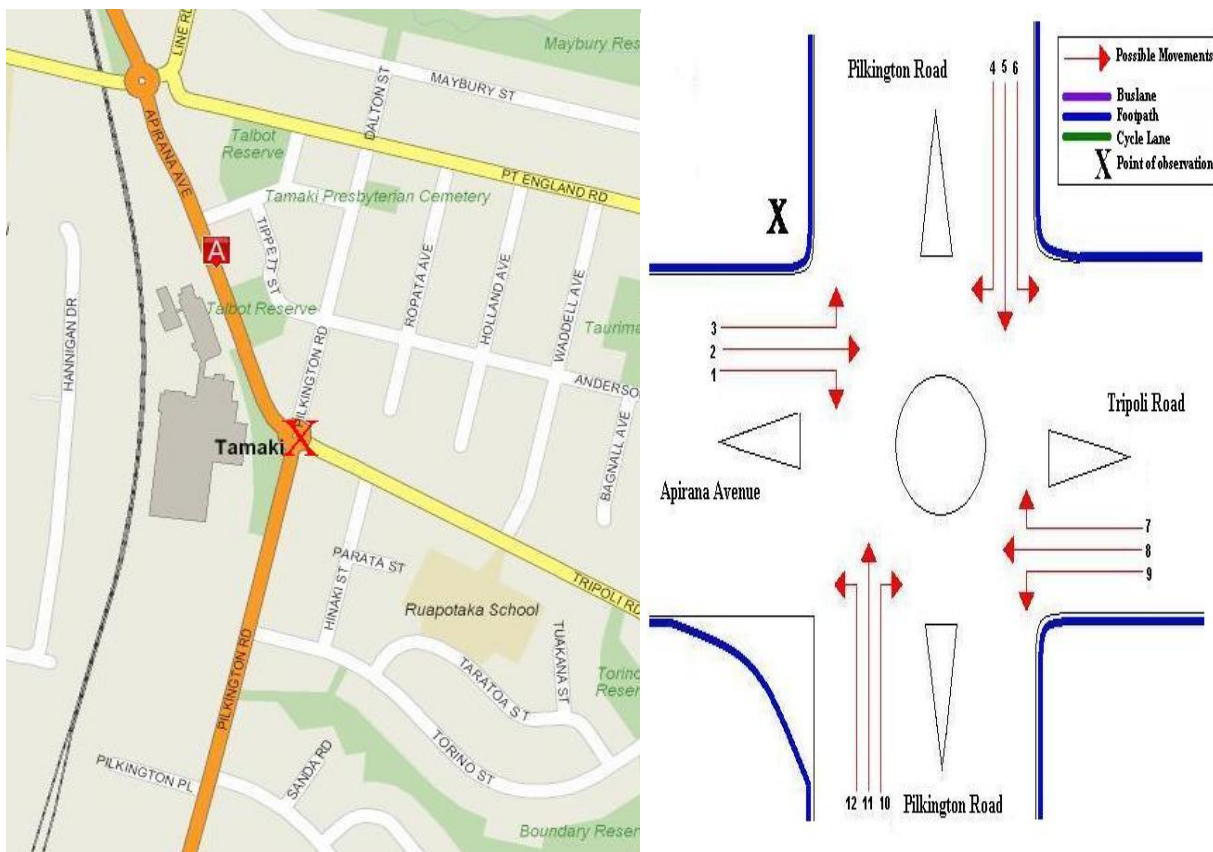 LINE RD
Maybury Res
MAYBURY ST
DALTON ST
APIRANA AVE
Talbot
Reserve
PT ENGLAND RD
Tamaki Presbyterian Cemetery
TIPPETT ST
A
ROPATA AVE
HOLLAND AVE
WADDELL AVE
Talbot Reserve
Taurima
HANNIGAN DR
PILKINGTON RD
ANDERSO
BAGNALL AVE
Tamaki
X
PARATA ST
HINAKI ST
TRIPOLI RD
Ruapotaka School
TUAKANA ST
PILKINGTON RD
TARATOA ST
Torino
Reser
TORINO ST
SANDA RD
PILKINGTON PL
Boundary Reser
Pilkington Road
4 5 6
Possible Movements
Buslane
Footpath
Cycle Lane
X Point of observation
X
3
2
1
Tripoli Road
Apirana Avenue
7
8
9
12 11 10
Pilkington Road